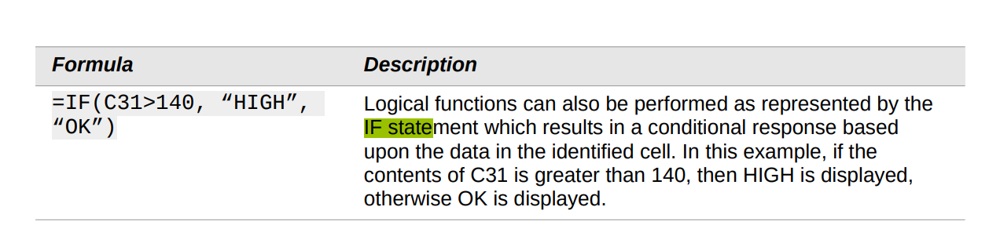 Formula Description
=IF(C31>140, “HIGH”,
“OK”)
Logical functions can also be performed as represented by the
IF statement which results in a conditional response based
upon the data in the identified cell. In this example, if the
contents of C31 is greater than 140, then HIGH is displayed,
otherwise OK is displayed.